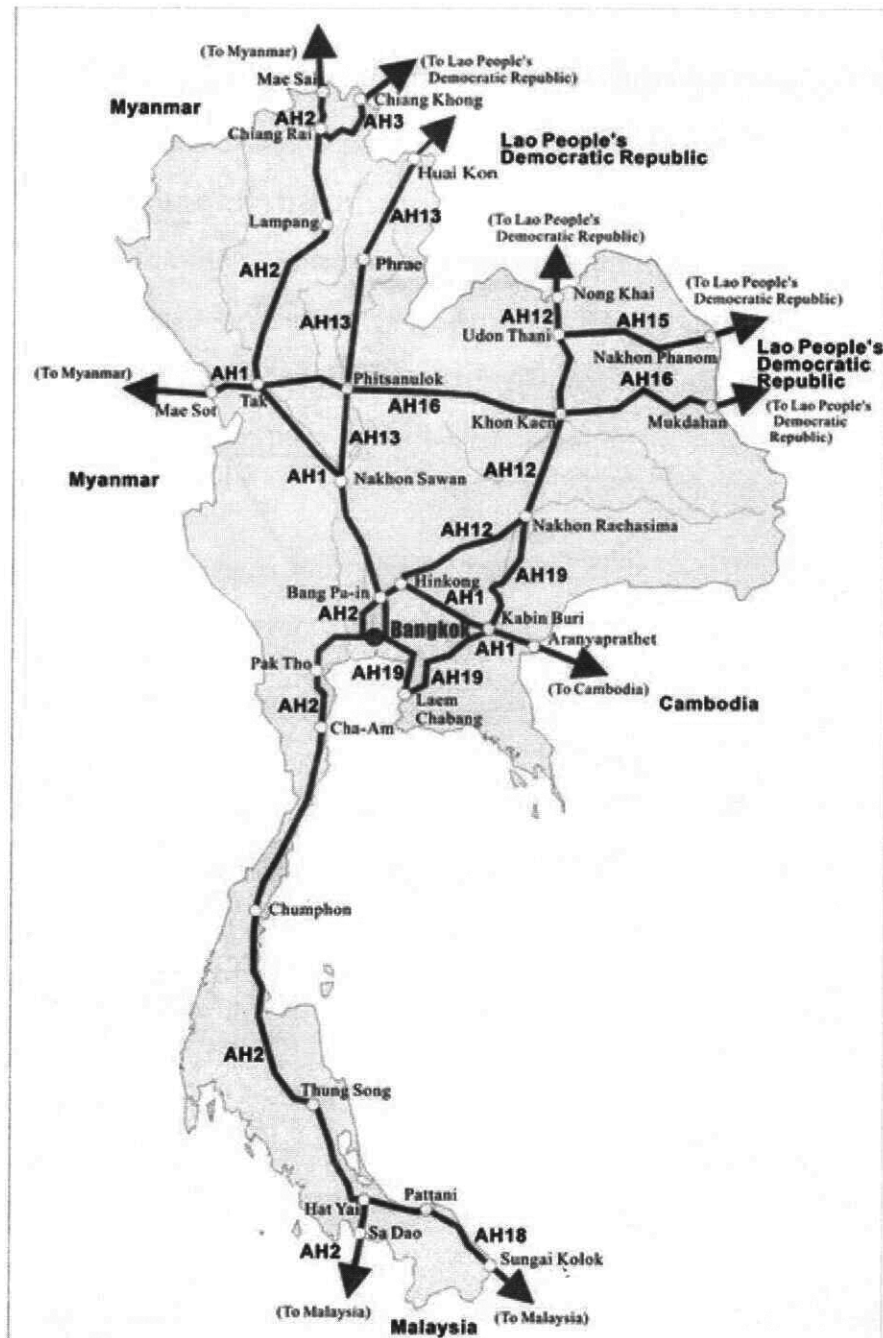 (To Myanmar)
(To Lao People's
Democratic Republic)
Mae Sai
Chiang Khong
Myanmar
AH2
AH3
Chiang Rai
Lao People's
Democratic Republic
Huai Kon
AH13
Lampang
(To Lao People's
Democratic Republic)
AH2
Phrae
Nong Khai
(To Lao People's
Democratic Republic)
AH12
AH15
AH13
Udon Thani
Nakhon Phanom
Lao People's
Democratic
Republic
(To Myanmar)
AH1
Phitsanulok
AH16
Mae Sot
Tak
AH16
Khon Kaen
Mukdahan
(To Lao People's
Democratic
Republic)
AH13
AH12
Myanmar
AH1
Nakhon Sawan
AH12
Nakhon Rachasima
Hinkong
AH19
Bang Pa-in
AH1
AH2
Kabin Buri
Bangkok
AH1
Aranyaprathet
Pak Tho
AH19
AH19
(To Cambodia)
Laem
Chabang
Cambodia
AH2
Cha-Am
Chumphon
AH2
Thung Song
Hat Yai
Pattani
Sa Dao
AH18
AH2
Sungai Kolok
(To Malaysia)
(To Malaysia)
Malaysia